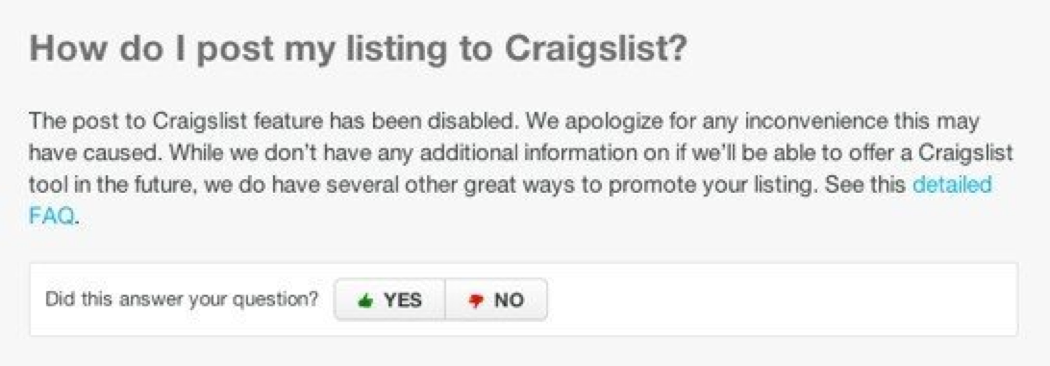 How do I post my listing to Craigslist?
The post to Craigslist feature has been disabled. We apologize for any inconvenience this may
have caused. While we don't have any additional information on if we'll be able to offer a Craigslist
tool in the future, we do have several other great ways to promote your listing. See this detailed
FAQ.
Did this answer your question? YES NO